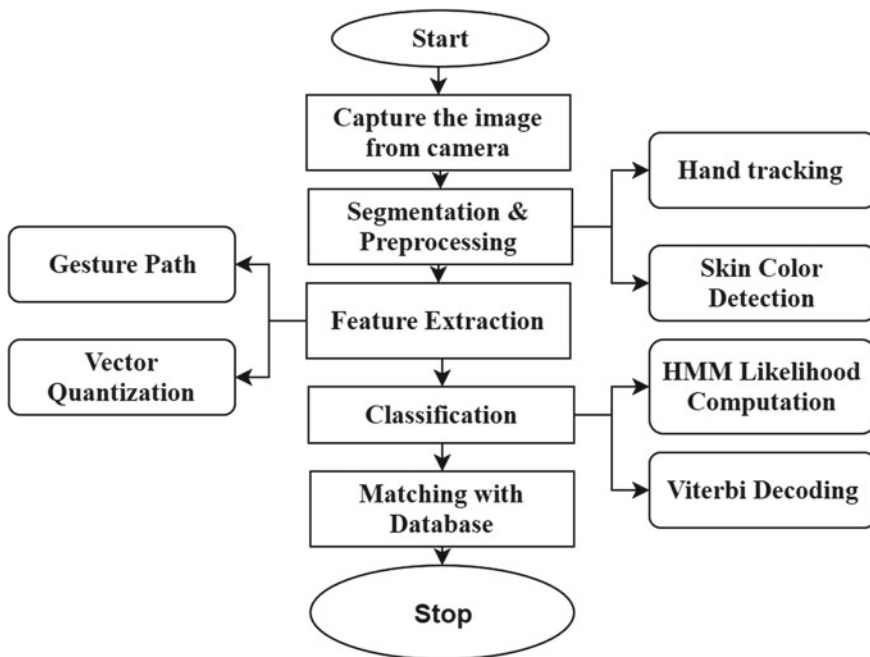 Start
Capture the image
from camera
Hand tracking
Segmentation &
Preprocessing
Gesture Path
Skin Color
Detection
Feature Extraction
Vector
Quantization
HMM Likelihood
Computation
Classification
Viterbi Decoding
Matching with
Database
Stop